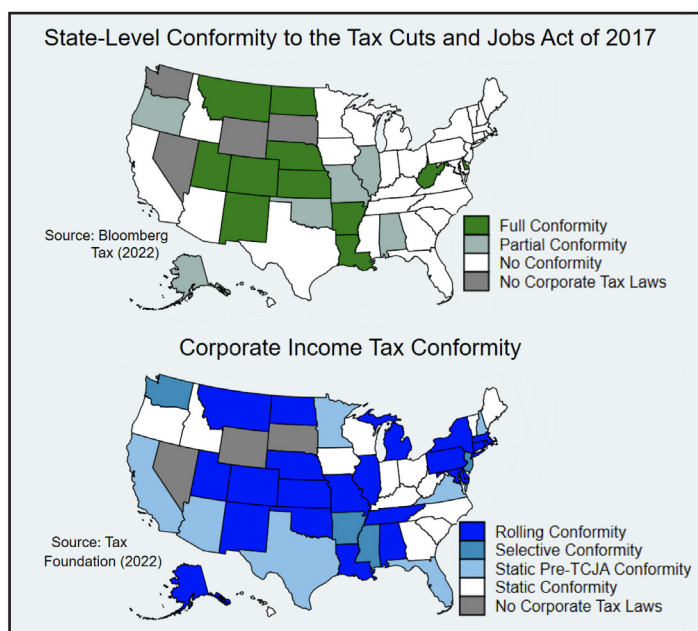 State-Level Conformity to the Tax Cuts and Jobs Act of 2017
Source: Bloomberg
Tax (2022)
Full Conformity
Partial Conformity
No Conformity
No Corporate Tax Laws
Corporate Income Tax Conformity
Source: Tax
Foundation (2022)
Rolling Conformity
Selective Conformity
Static Pre-TCJA Conformity
Static Conformity
No Corporate Tax Laws